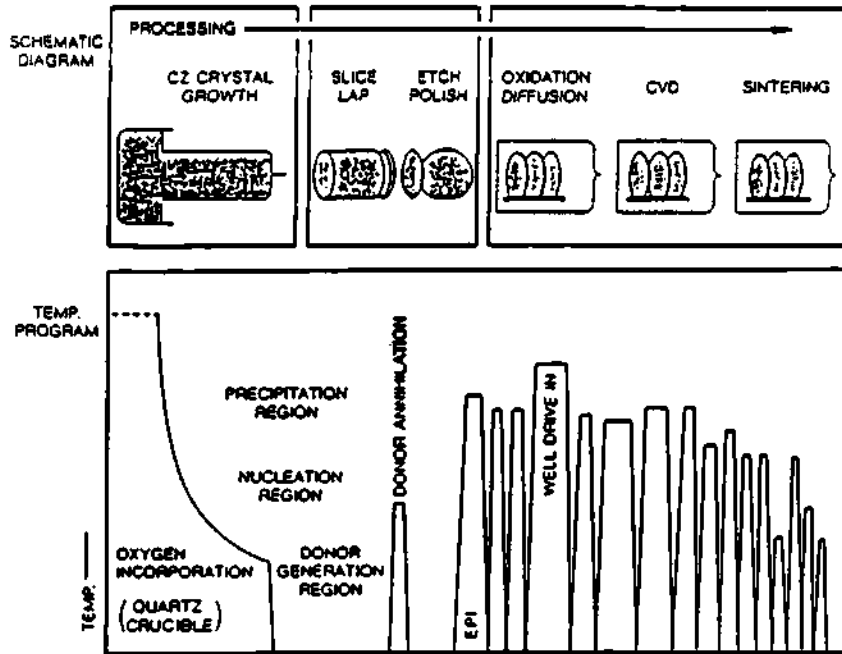 SCHEMATIC
DIAGRAM
PROCESSING
CZ CRYSTAL
GROWTH
SLICE
LAP
ETCH
POLISH
OXIDATION
DIFFUSION
CVD
SINTERING
TEMP.
PROGRAM
PRECIPITATION
REGION
NUCLEATION
REGION
OXYGEN
INCORPORATION
(QUARTZ
CRUCIBLE)
DONOR
GENERATION
REGION
DONOR ANNIHILATION
EPI
WELL DRIVE IN
TEMP.